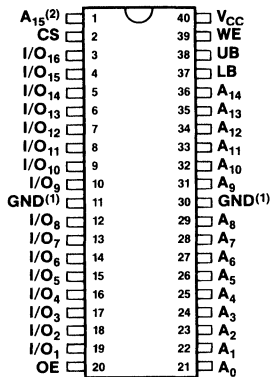 A15(2) 1 40 VCC
CS 2 39 WE
I/O16 3 38 UB
I/O15 4 37 LB
I/O14 5 36 A14
I/O13 6 35 A13
I/O12 7 34 A12
I/O11 8 33 A11
I/O10 9 32 A10
I/O9 10 31 A9
GND(1) 11 30 GND(1)
I/O8 12 29 A8
I/O7 13 28 A7
I/O6 14 27 A6
I/O5 15 26 A5
I/O4 16 25 A4
I/O3 17 24 A3
I/O2 18 23 A2
I/O1 19 22 A1
OE 20 21 A0